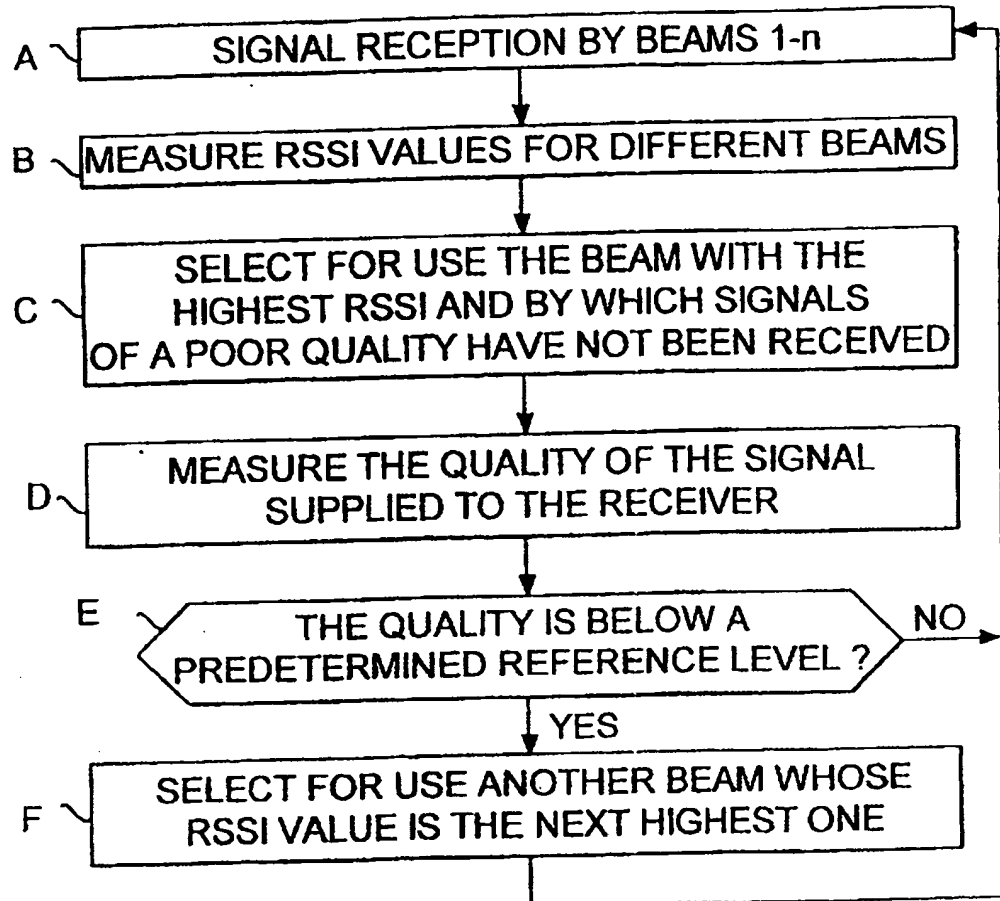 A
SIGNAL RECEPTION BY BEAMS 1-n
B
MEASURE RSSI VALUES FOR DIFFERENT BEAMS
C
SELECT FOR USE THE BEAM WITH THE
HIGHEST RSSI AND BY WHICH SIGNALS
OF A POOR QUALITY HAVE NOT BEEN RECEIVED
D
MEASURE THE QUALITY OF THE SIGNAL
SUPPLIED TO THE RECEIVER
E
THE QUALITY IS BELOW A
PREDETERMINED REFERENCE LEVEL ?
NO
YES
F
SELECT FOR USE ANOTHER BEAM WHOSE
RSSI VALUE IS THE NEXT HIGHEST ONE